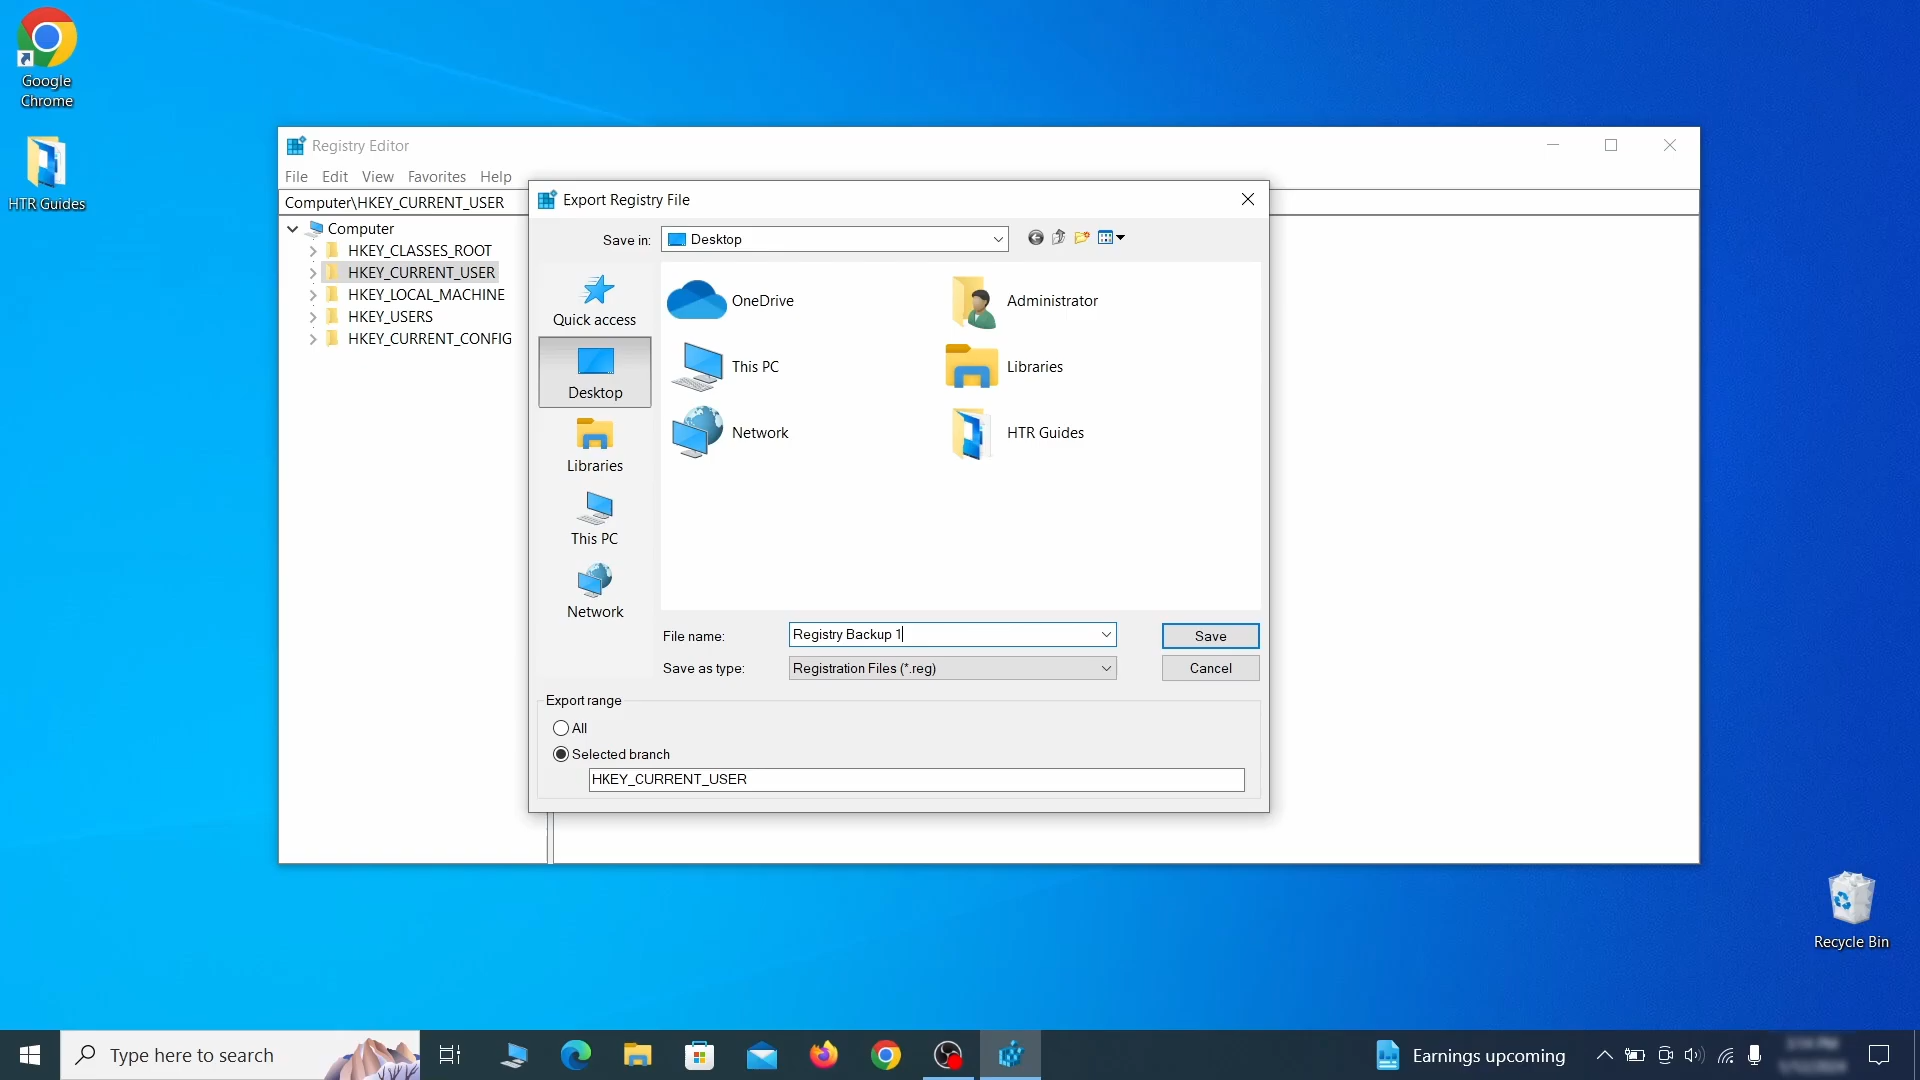 Google
Chrome
HTR Guides
Registry Editor
File Edit View Favorites Help
Computer\HKEY_CURRENT_USER
Computer
HKEY_CLASSES_ROOT
HKEY_CURRENT_USER
HKEY_LOCAL_MACHINE
HKEY_USERS
HKEY_CURRENT_CONFIG
Export Registry File
Save in: Desktop
Quick access
Desktop
Libraries
This PC
Network
OneDrive
Administrator
This PC
Libraries
Network
HTR Guides
File name: Registry Backup 1
Save
Save as type: Registration Files (*.reg)
Cancel
Export range
All
Selected branch
HKEY_CURRENT_USER
Recycle Bin
Type here to search
Earnings upcoming